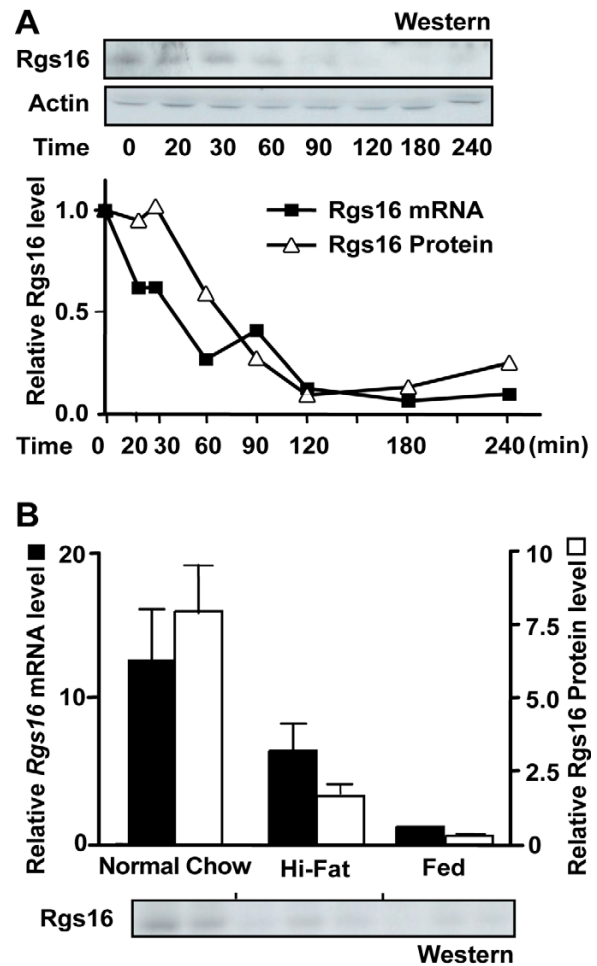 A
Western
Rgs16
Actin
Time 0 20 30 60 90 120 180 240
Relative Rgs16 level
1.0
0.5
0.0
Rgs16 mRNA
Rgs16 Protein
Time 0 20 30 60 90 120 180 240 (min)
B
Relative Rgs16 mRNA level
20
10
0
10
7.5
5.0
2.5
0
Relative Rgs16 Protein level
Normal Chow Hi-Fat Fed
Rgs16
Western